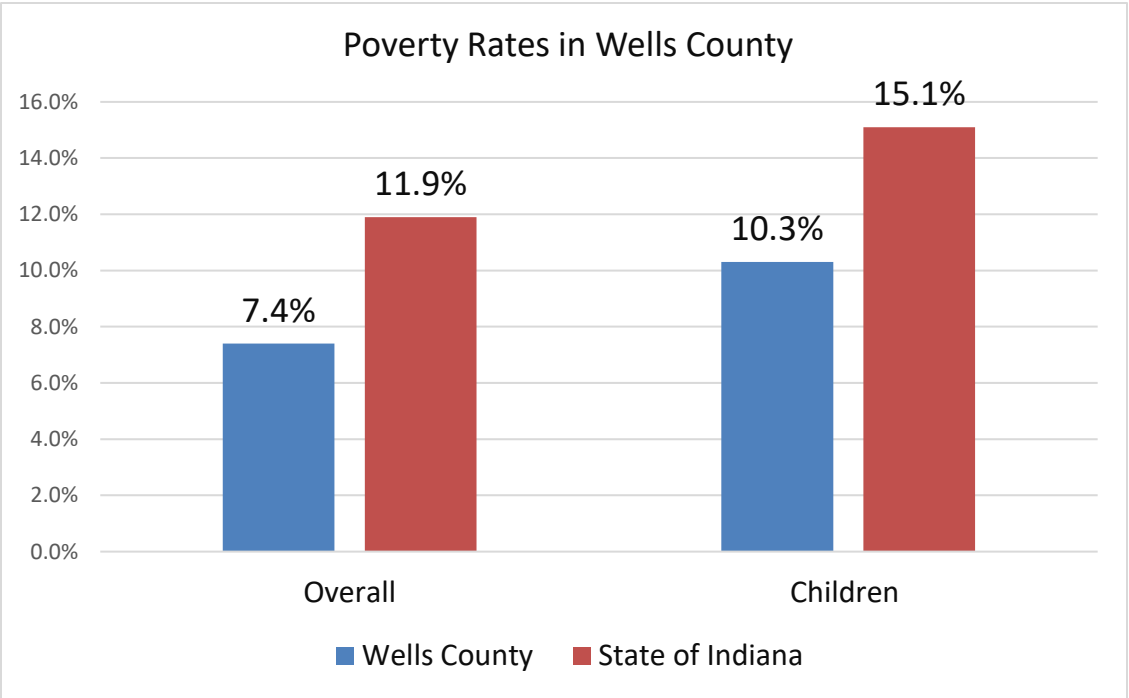 Poverty Rates in Wells County
16.0%
14.0%
12.0%
10.0%
8.0%
6.0%
4.0%
2.0%
0.0%
7.4%
11.9%
10.3%
15.1%
Overall
Children
Wells County
State of Indiana